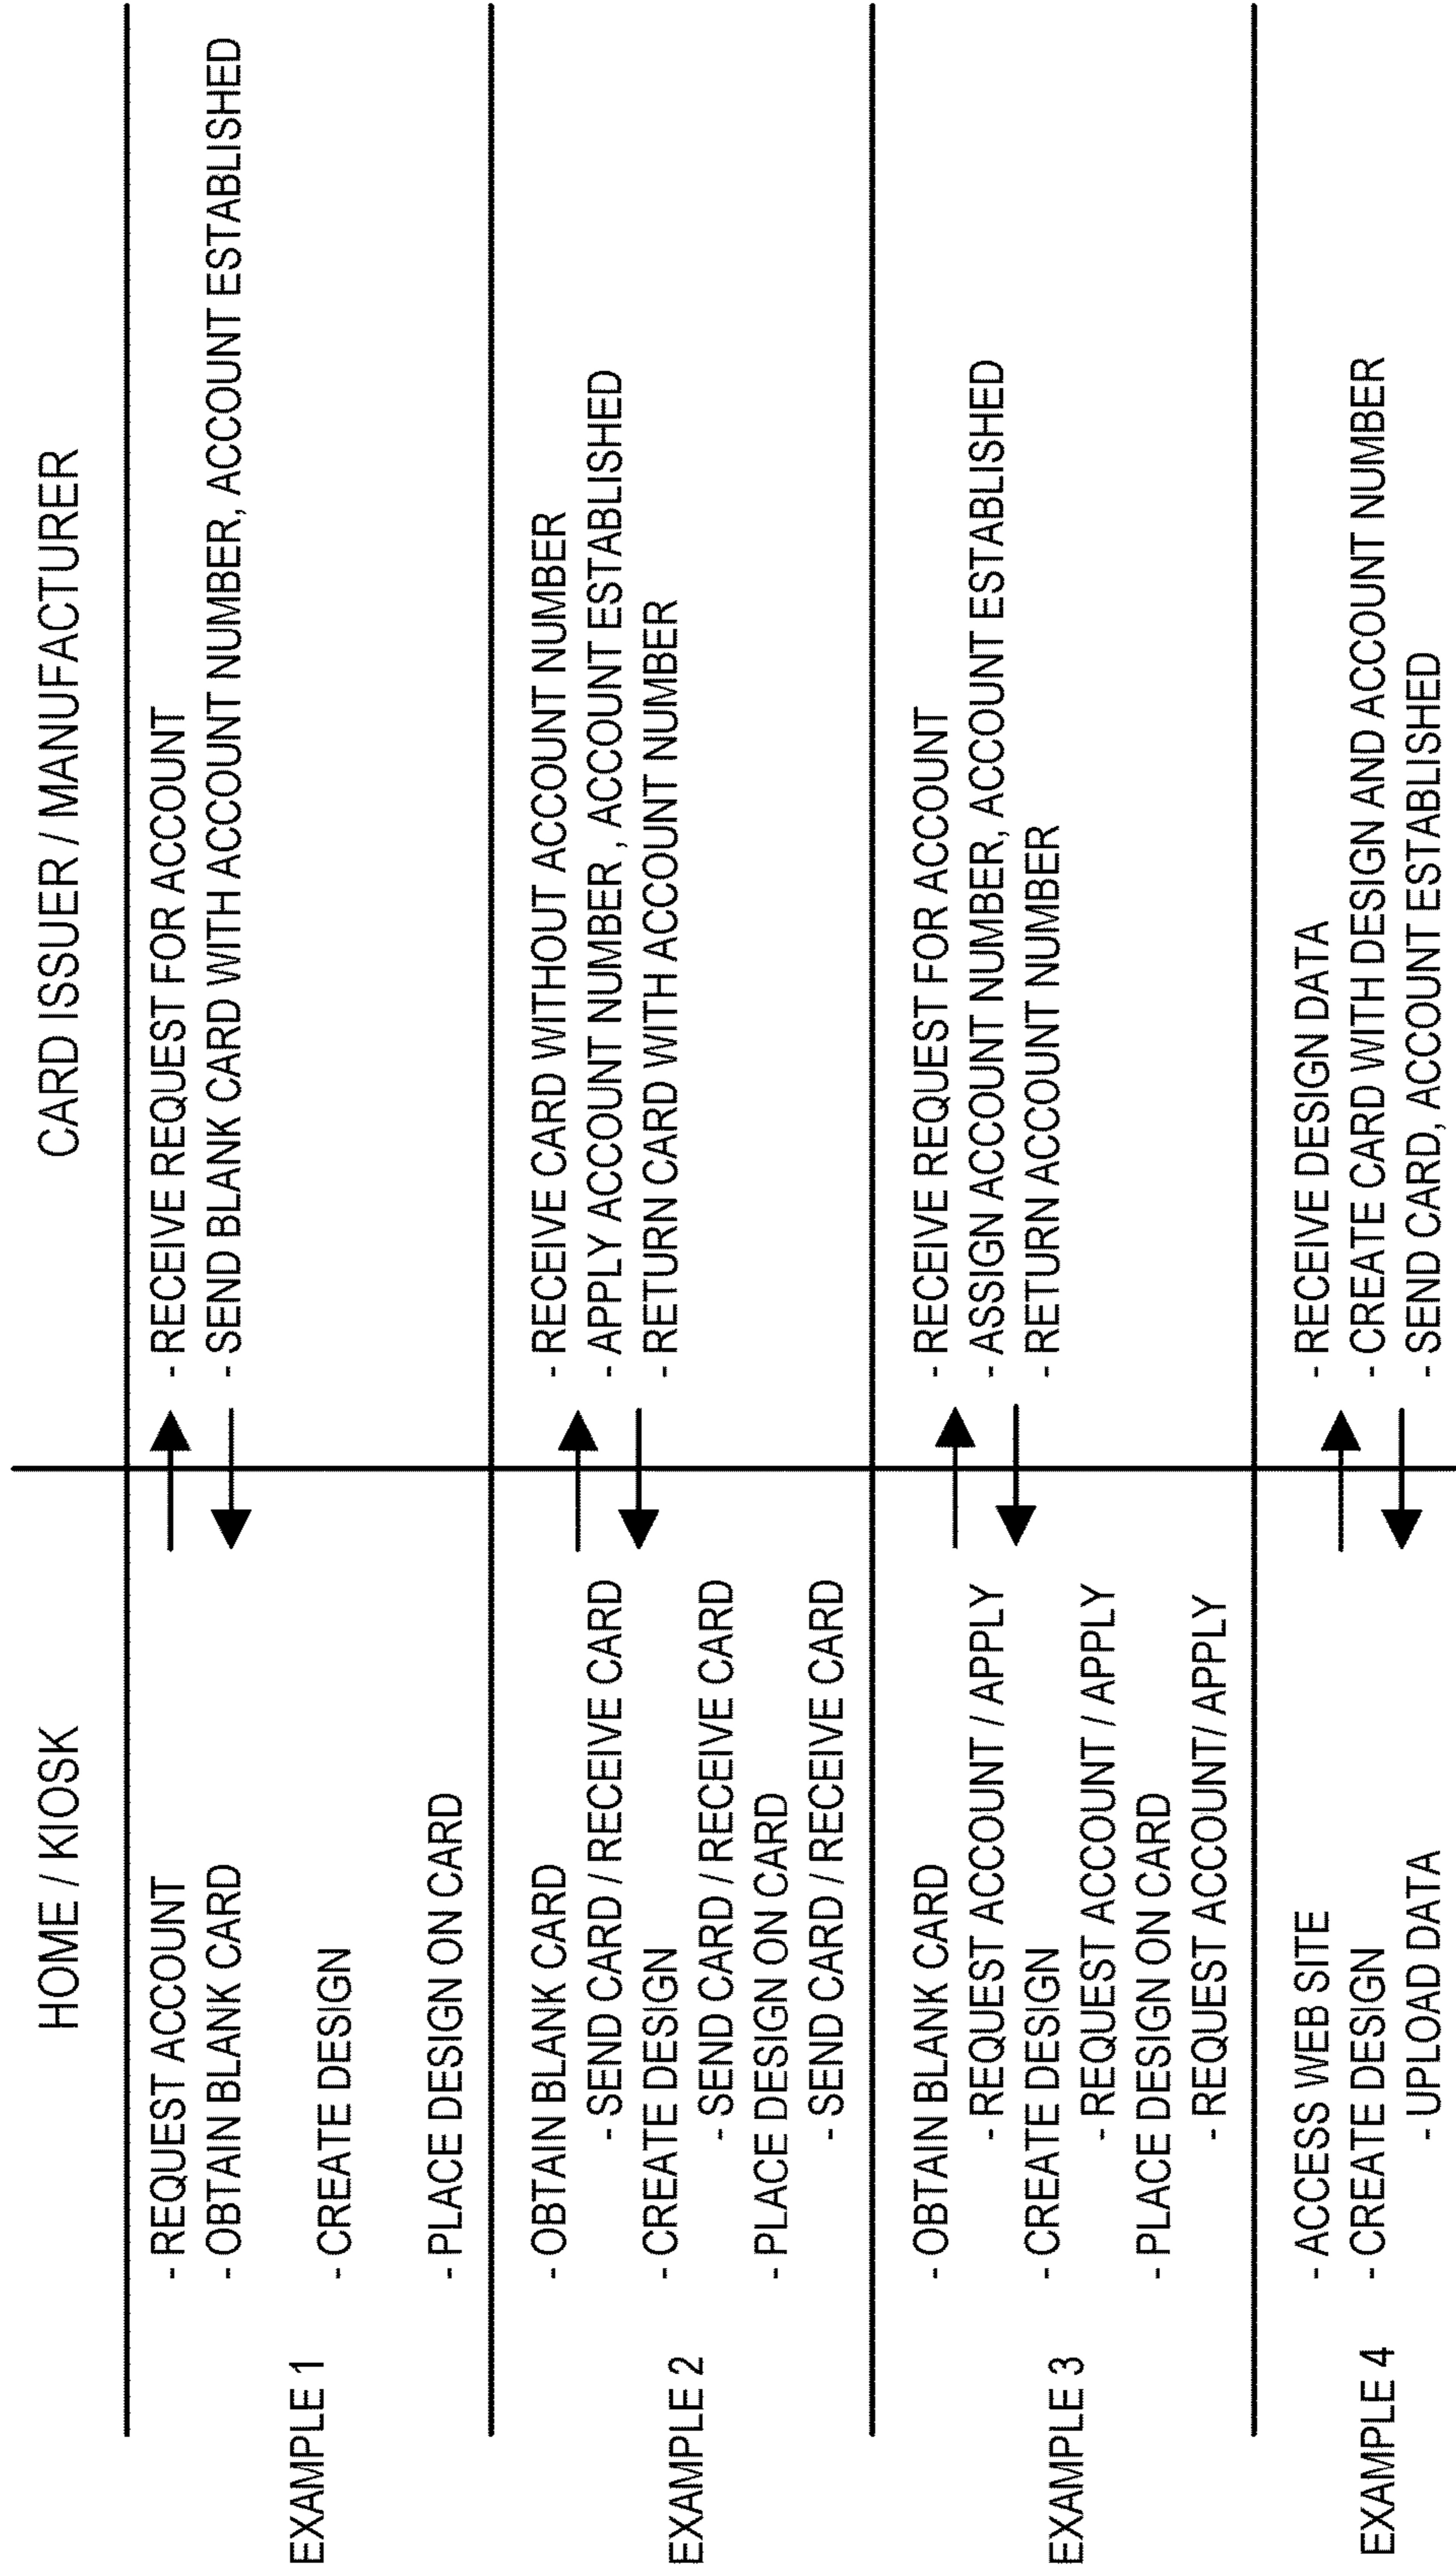 HOME / KIOSK
CARD ISSUER / MANUFACTURER
EXAMPLE 1
- REQUEST ACCOUNT
- OBTAIN BLANK CARD
- CREATE DESIGN
- PLACE DESIGN ON CARD
- RECEIVE REQUEST FOR ACCOUNT
- SEND BLANK CARD WITH ACCOUNT NUMBER, ACCOUNT ESTABLISHED
EXAMPLE 2
- OBTAIN BLANK CARD
- SEND CARD / RECEIVE CARD
- CREATE DESIGN
- SEND CARD / RECEIVE CARD
- PLACE DESIGN ON CARD
- SEND CARD / RECEIVE CARD
- RECEIVE CARD WITHOUT ACCOUNT NUMBER
- APPLY ACCOUNT NUMBER , ACCOUNT ESTABLISHED
- RETURN CARD WITH ACCOUNT NUMBER
EXAMPLE 3
- OBTAIN BLANK CARD
- REQUEST ACCOUNT / APPLY
- CREATE DESIGN
- REQUEST ACCOUNT / APPLY
- PLACE DESIGN ON CARD
- REQUEST ACCOUNT/ APPLY
- RECEIVE REQUEST FOR ACCOUNT
- ASSIGN ACCOUNT NUMBER, ACCOUNT ESTABLISHED
- RETURN ACCOUNT NUMBER
EXAMPLE 4
- ACCESS WEB SITE
- CREATE DESIGN
- UPLOAD DATA
- RECEIVE DESIGN DATA
- CREATE CARD WITH DESIGN AND ACCOUNT NUMBER
- SEND CARD, ACCOUNT ESTABLISHED